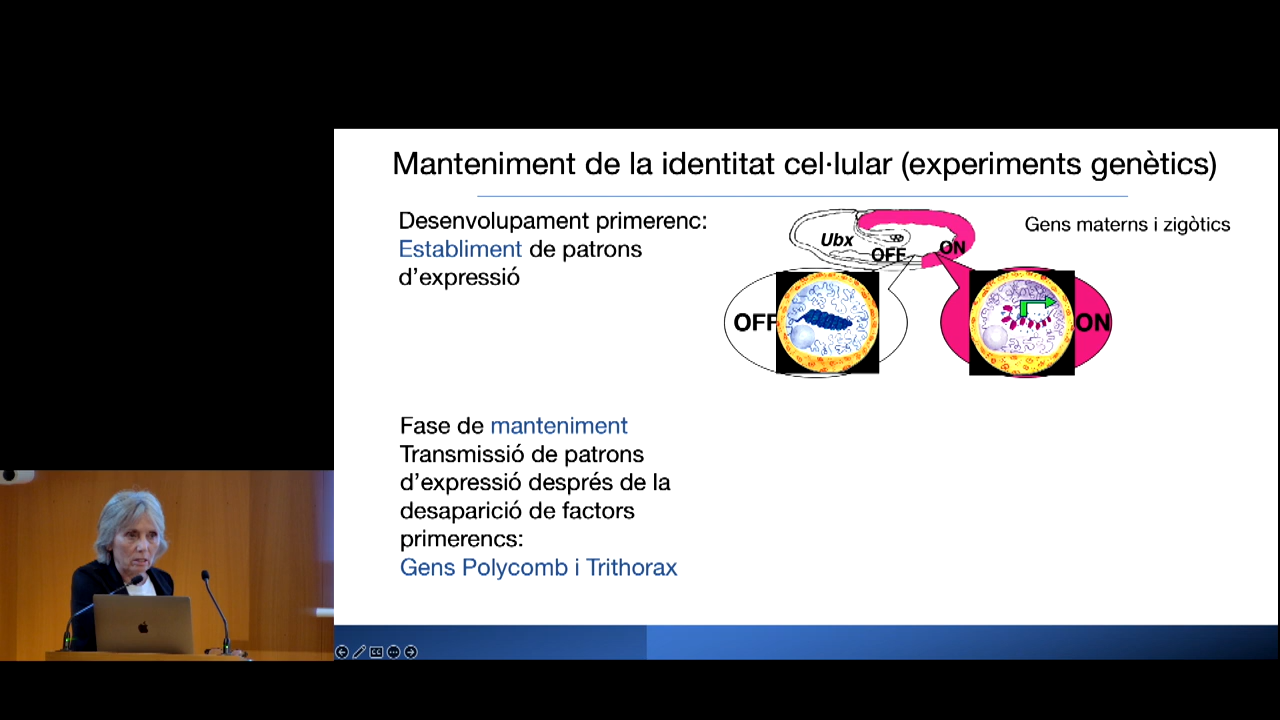 Manteniment de la identitat cel·lular (experiments genètics)
Desenvolupament primerenc:
Establiment de patrons
d’expressió
Ubx
OFF
ON
Gens materns i zigòtics
OFF
ON
Fase de manteniment
Transmissió de patrons
d’expressió després de la
desaparició de factors
primerencs:
Gens Polycomb i Trithorax
CC